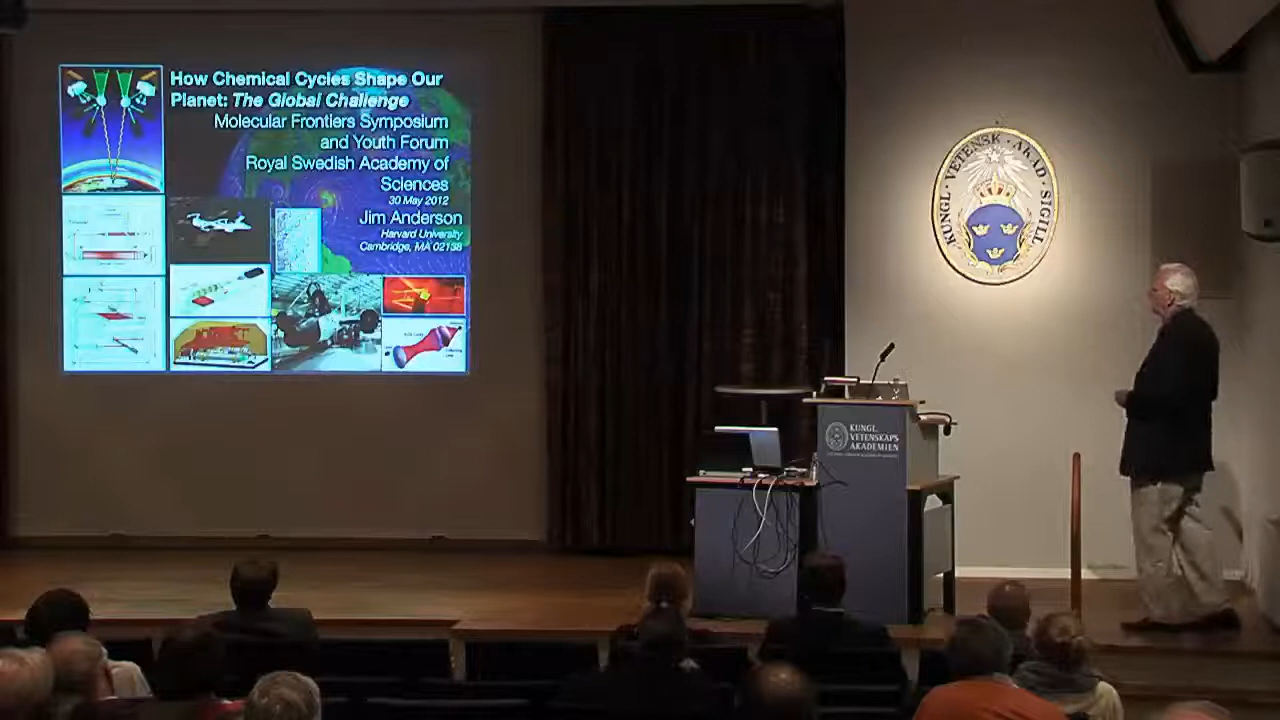 How Chemical Cycles Shape Our
Planet: The Global Challenge
Molecular Frontiers Symposium
and Youth Forum
Royal Swedish Academy of
Sciences
30 May 2012
Jim Anderson
Harvard University
Cambridge, MA 02138
KUNGL · VETENSK · AKAD · SIGILL
KUNGL.
VETENSKAPS
AKADEMIEN